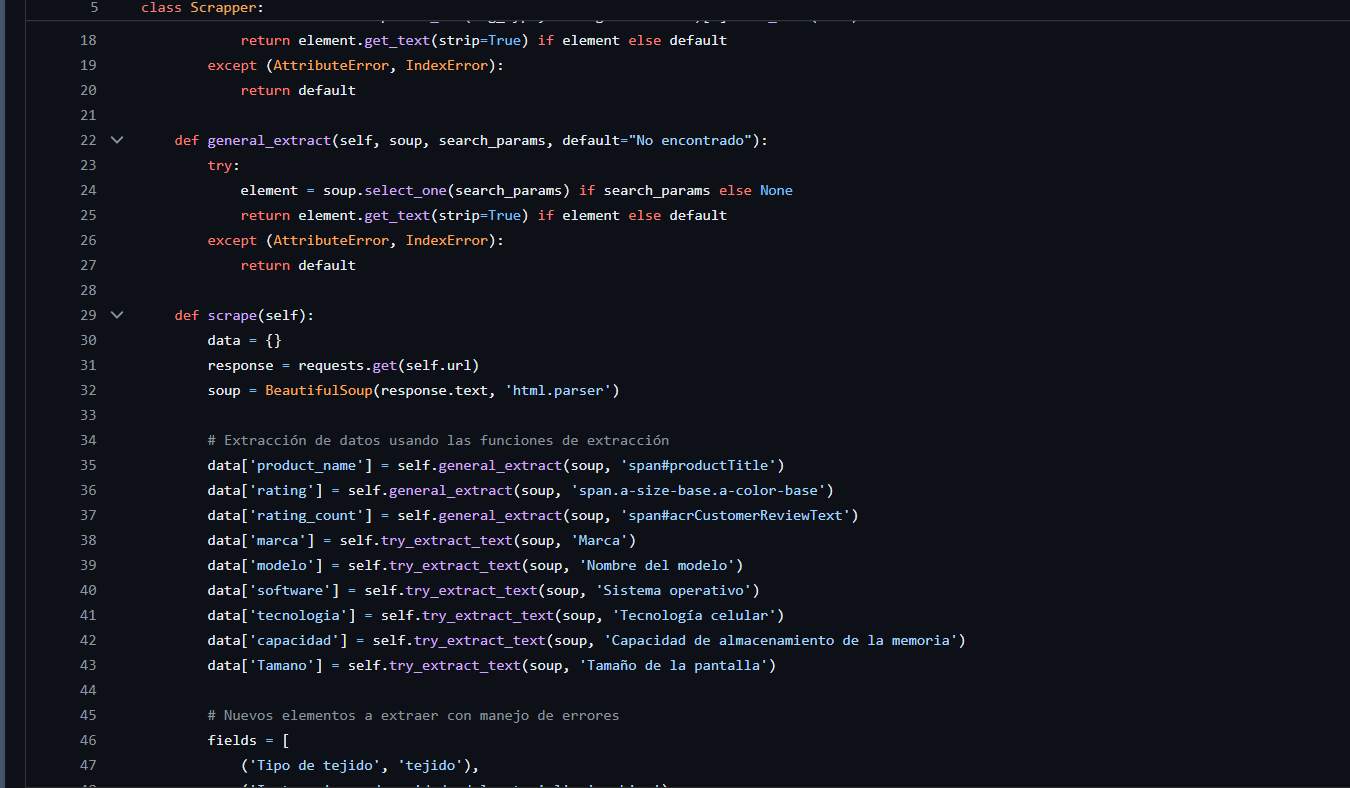 5 class Scrapper:
18 return element.get_text(strip=True) if element else default
19 except (AttributeError, IndexError):
20 return default
21
22 def general_extract(self, soup, search_params, default="No encontrado"):
23 try:
24 element = soup.select_one(search_params) if search_params else None
25 return element.get_text(strip=True) if element else default
26 except (AttributeError, IndexError):
27 return default
28
29 def scrape(self):
30 data = {}
31 response = requests.get(self.url)
32 soup = BeautifulSoup(response.text, 'html.parser')
33
34 # Extracción de datos usando las funciones de extracción
35 data['product_name'] = self.general_extract(soup, 'span#productTitle')
36 data['rating'] = self.general_extract(soup, 'span.a-size-base.a-color-base')
37 data['rating_count'] = self.general_extract(soup, 'span#acrCustomerReviewText')
38 data['marca'] = self.try_extract_text(soup, 'Marca')
39 data['modelo'] = self.try_extract_text(soup, 'Nombre del modelo')
40 data['software'] = self.try_extract_text(soup, 'Sistema operativo')
41 data['tecnologia'] = self.try_extract_text(soup, 'Tecnología celular')
42 data['capacidad'] = self.try_extract_text(soup, 'Capacidad de almacenamiento de la memoria')
43 data['Tamano'] = self.try_extract_text(soup, 'Tamaño de la pantalla')
44
45 # Nuevos elementos a extraer con manejo de errores
46 fields = [
47 ('Tipo de tejido', 'tejido'),